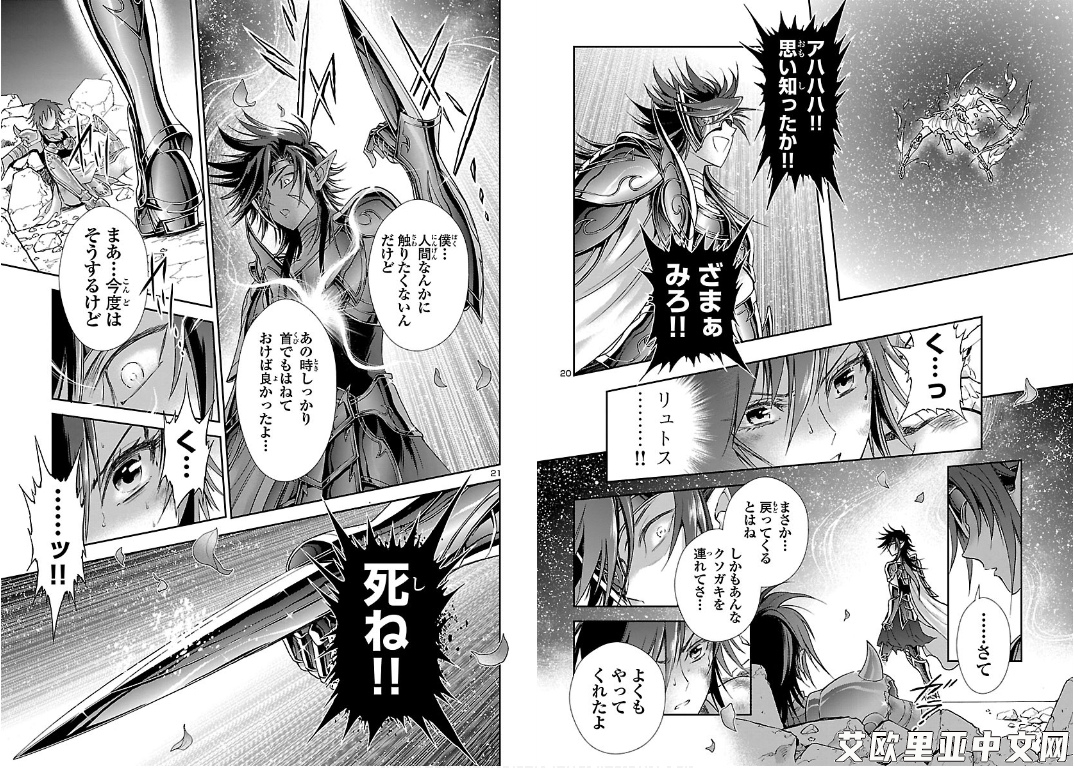 アハハハ!!
思い知ったか!!
ざまぁ
みろ!!
く…っ
リュトス
………!!
……さて
まさか…
戻ってくる
とはね
しかもあんな
クソガキを
連れてさ…
よくも
やって
くれたよ
20
僕…
人間なんかに
触りたくないん
だけど
あの時しっかり
首でもはねて
おけば良かったよ…
まあ…今度は
そうするけど
く…
……ッ!!
死ね!!
21
艾欧里亚中文网